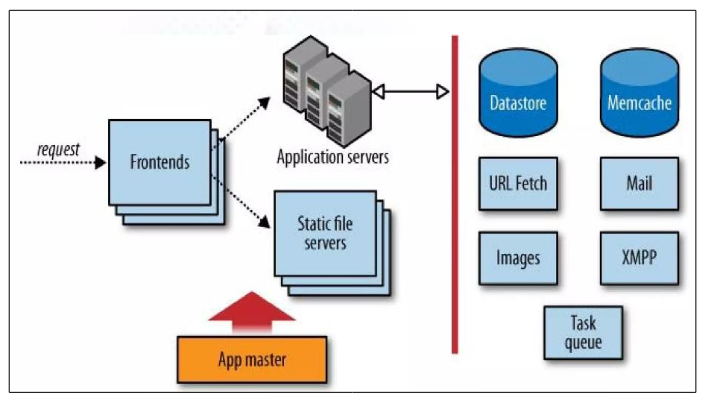 request
Frontends
Application servers
Static file
servers
App master
Datastore
Memcache
URL Fetch
Mail
Images
XMPP
Task
queue